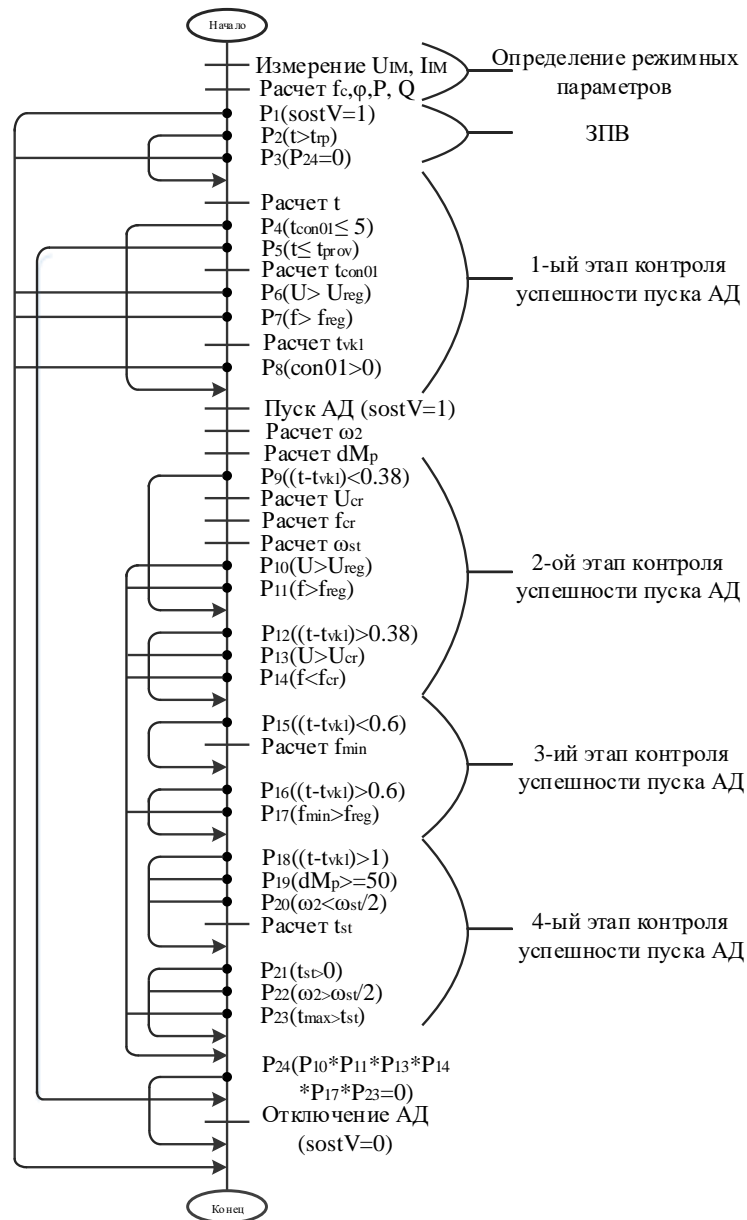 Начало
Измерение UIM, IIM
Расчет fc,φ,P, Q
Определение режимных
параметров
P1(sostV=1)
P2(t>tтp)
P3(P24=0)
ЗПВ
Расчет t
P4(tcon01≤ 5)
P5(t≤ tprov)
Расчет tcon01
P6(U> Ureg)
P7(f> freg)
Расчет tvkl
P8(con01>0)
1-ый этап контроля
успешности пуска АД
Пуск АД (sostV=1)
Расчет ω2
Расчет dMp
P9((t-tvkl)<0.38)
Расчет Ucr
Расчет fcr
Расчет ωst
P10(U>Ureg)
P11(f>freg)
P12((t-tvkl)>0.38)
P13(U>Ucr)
P14(f<fcr)
2-ой этап контроля
успешности пуска АД
P15((t-tvkl)<0.6)
Расчет fmin
P16((t-tvkl)>0.6)
P17(fmin>freg)
3-ий этап контроля
успешности пуска АД
P18((t-tvkl)>1)
P19(dMp>=50)
P20(ω2<ωst/2)
Расчет tst
P21(tst>0)
P22(ω2>ωst/2)
P23(tmax>tst)
4-ый этап контроля
успешности пуска АД
P24(P10*P11*P13*P14
*P17*P23=0)
Отключение АД
(sostV=0)
Конец